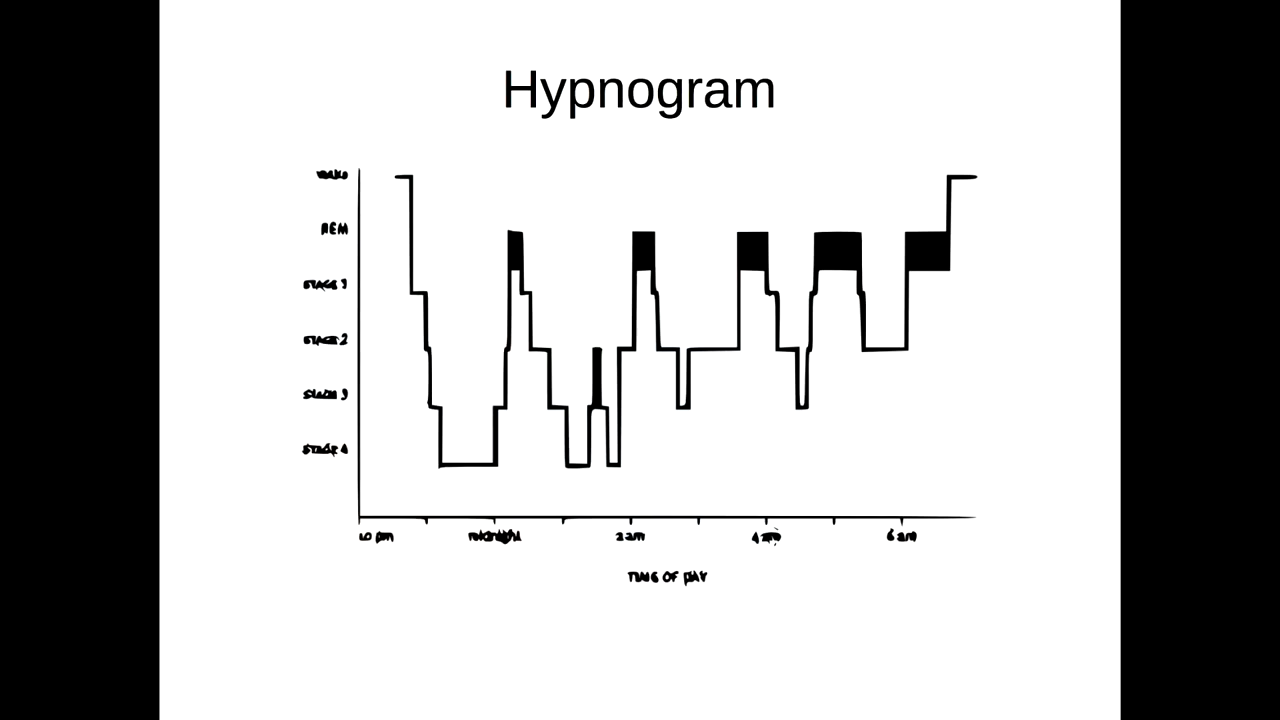 Hypnogram
REM
STAGE 1
STAGE 2
STAGE 3
STAGE 4
10 pm midnight 2 am 4 am 6 am
TIME OF DAY